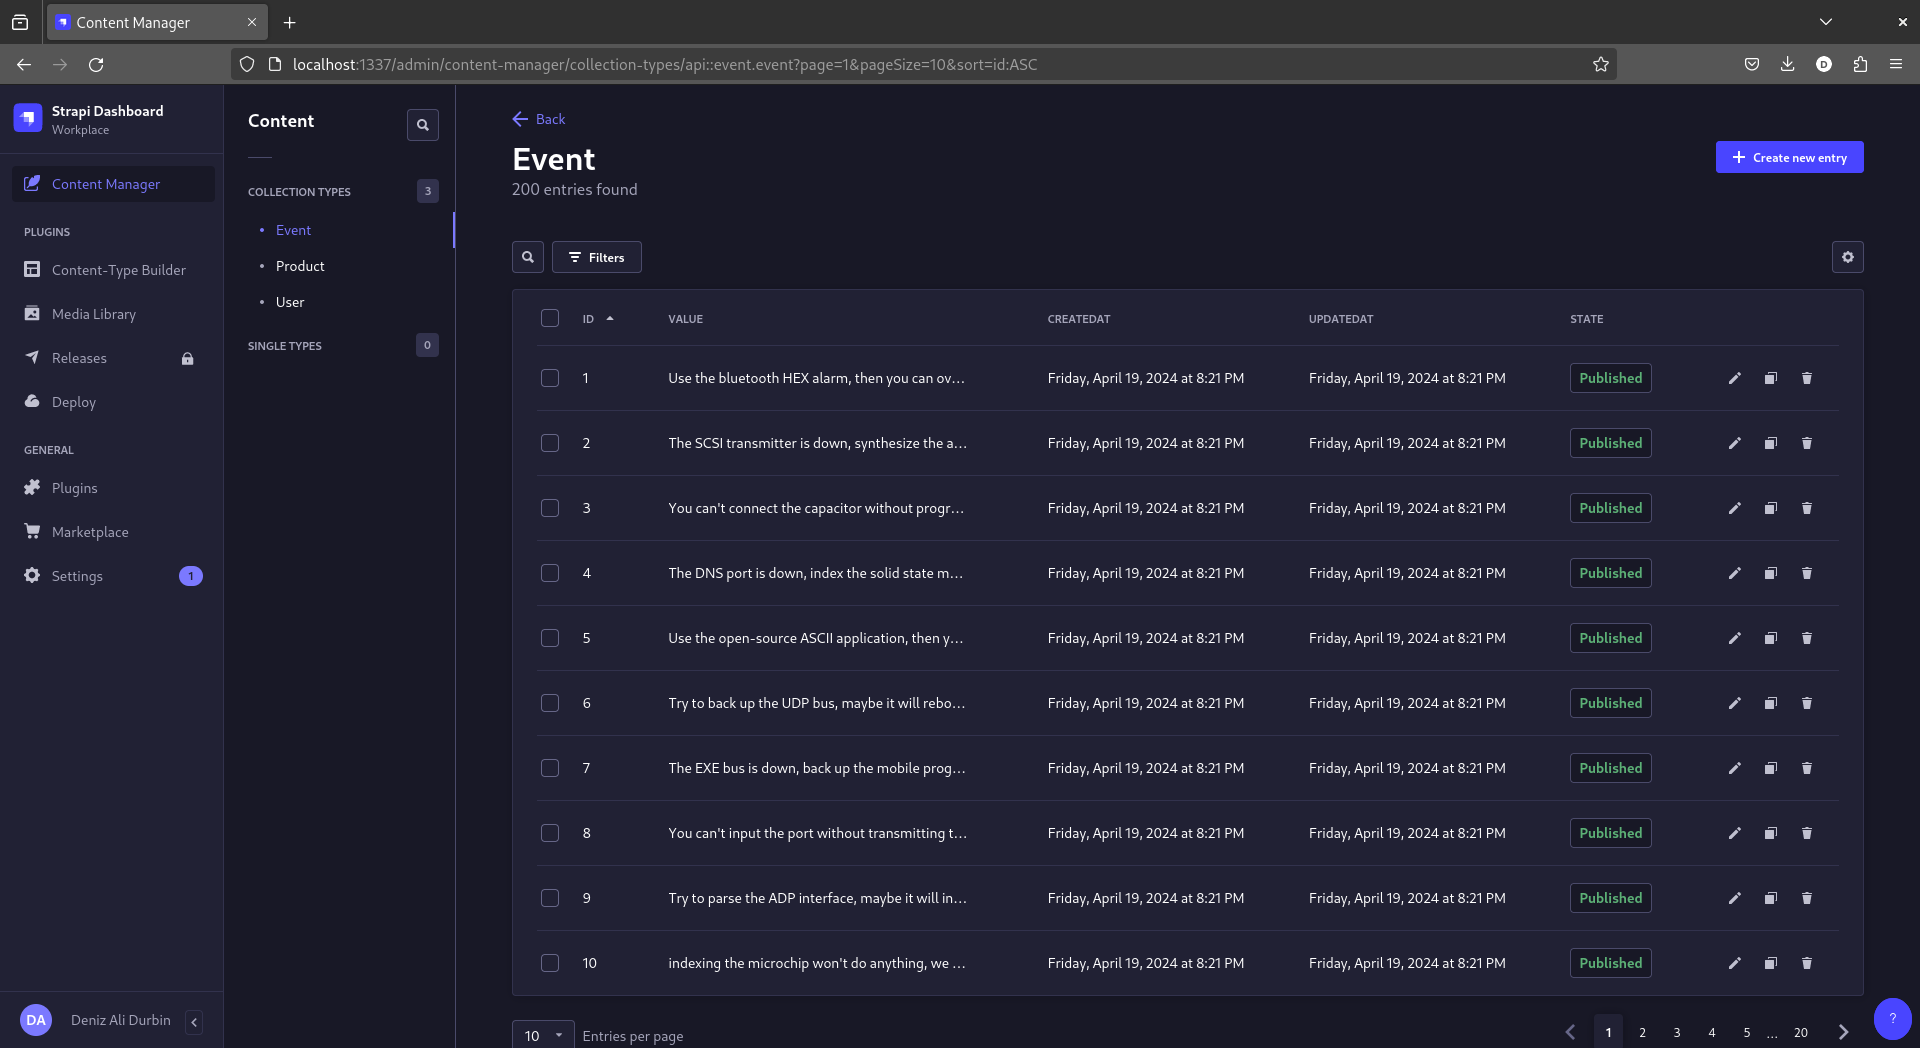 Content Manager
localhost:1337/admin/content-manager/collection-types/api::event.event?page=1&pageSize=10&sort=id:ASC
D
Strapi Dashboard
Workplace
Content Manager
PLUGINS
Content-Type Builder
Media Library
Releases
Deploy
GENERAL
Plugins
Marketplace
Settings 1
DA Deniz Ali Durbin
Content
COLLECTION TYPES 3
Event
Product
User
SINGLE TYPES 0
Back
Event
200 entries found
Create new entry
Filters
ID VALUE CREATEDAT UPDATEDAT STATE
1 Use the bluetooth HEX alarm, then you can ov… Friday, April 19, 2024 at 8:21 PM Friday, April 19, 2024 at 8:21 PM Published
2 The SCSI transmitter is down, synthesize the a… Friday, April 19, 2024 at 8:21 PM Friday, April 19, 2024 at 8:21 PM Published
3 You can't connect the capacitor without progr… Friday, April 19, 2024 at 8:21 PM Friday, April 19, 2024 at 8:21 PM Published
4 The DNS port is down, index the solid state m… Friday, April 19, 2024 at 8:21 PM Friday, April 19, 2024 at 8:21 PM Published
5 Use the open-source ASCII application, then y… Friday, April 19, 2024 at 8:21 PM Friday, April 19, 2024 at 8:21 PM Published
6 Try to back up the UDP bus, maybe it will rebo… Friday, April 19, 2024 at 8:21 PM Friday, April 19, 2024 at 8:21 PM Published
7 The EXE bus is down, back up the mobile prog… Friday, April 19, 2024 at 8:21 PM Friday, April 19, 2024 at 8:21 PM Published
8 You can't input the port without transmitting t… Friday, April 19, 2024 at 8:21 PM Friday, April 19, 2024 at 8:21 PM Published
9 Try to parse the ADP interface, maybe it will in… Friday, April 19, 2024 at 8:21 PM Friday, April 19, 2024 at 8:21 PM Published
10 indexing the microchip won't do anything, we … Friday, April 19, 2024 at 8:21 PM Friday, April 19, 2024 at 8:21 PM Published
10 Entries per page
1 2 3 4 5 … 20
?